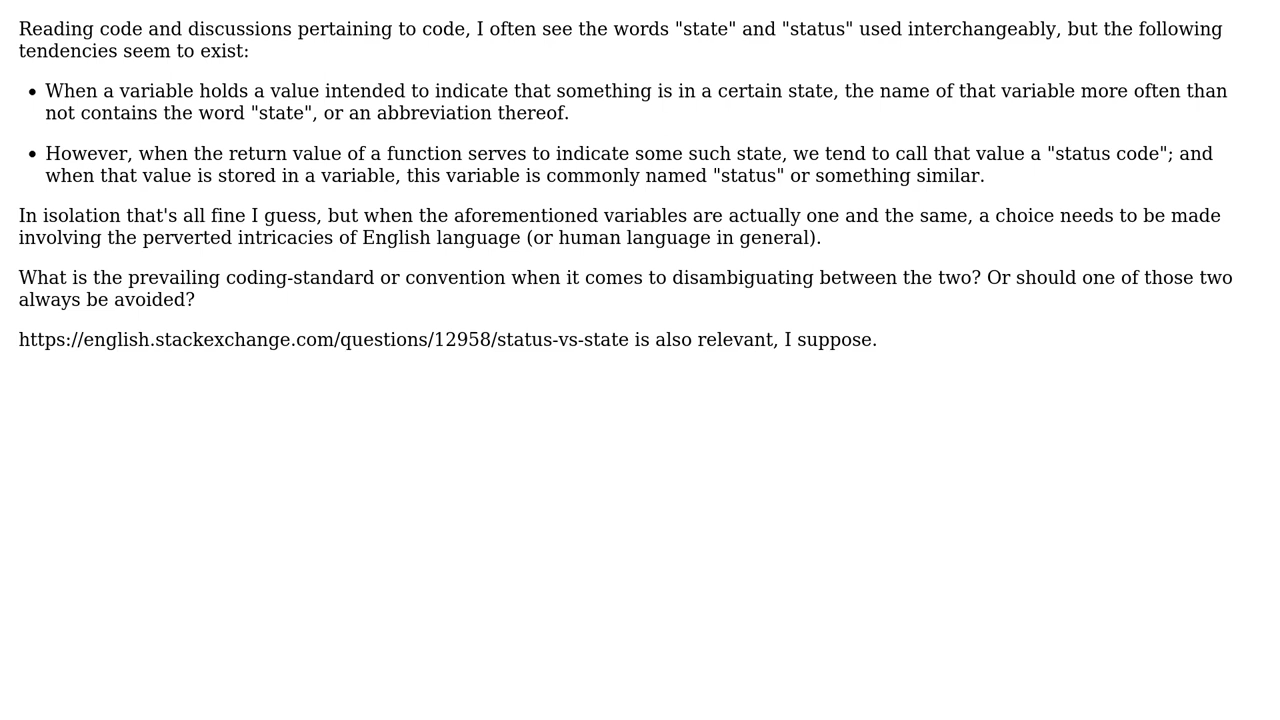 Reading code and discussions pertaining to code, I often see the words "state" and "status" used interchangeably, but the following
tendencies seem to exist:
• When a variable holds a value intended to indicate that something is in a certain state, the name of that variable more often than
not contains the word "state", or an abbreviation thereof.
• However, when the return value of a function serves to indicate some such state, we tend to call that value a "status code"; and
when that value is stored in a variable, this variable is commonly named "status" or something similar.
In isolation that's all fine I guess, but when the aforementioned variables are actually one and the same, a choice needs to be made
involving the perverted intricacies of English language (or human language in general).
What is the prevailing coding-standard or convention when it comes to disambiguating between the two? Or should one of those two
always be avoided?
https://english.stackexchange.com/questions/12958/status-vs-state is also relevant, I suppose.